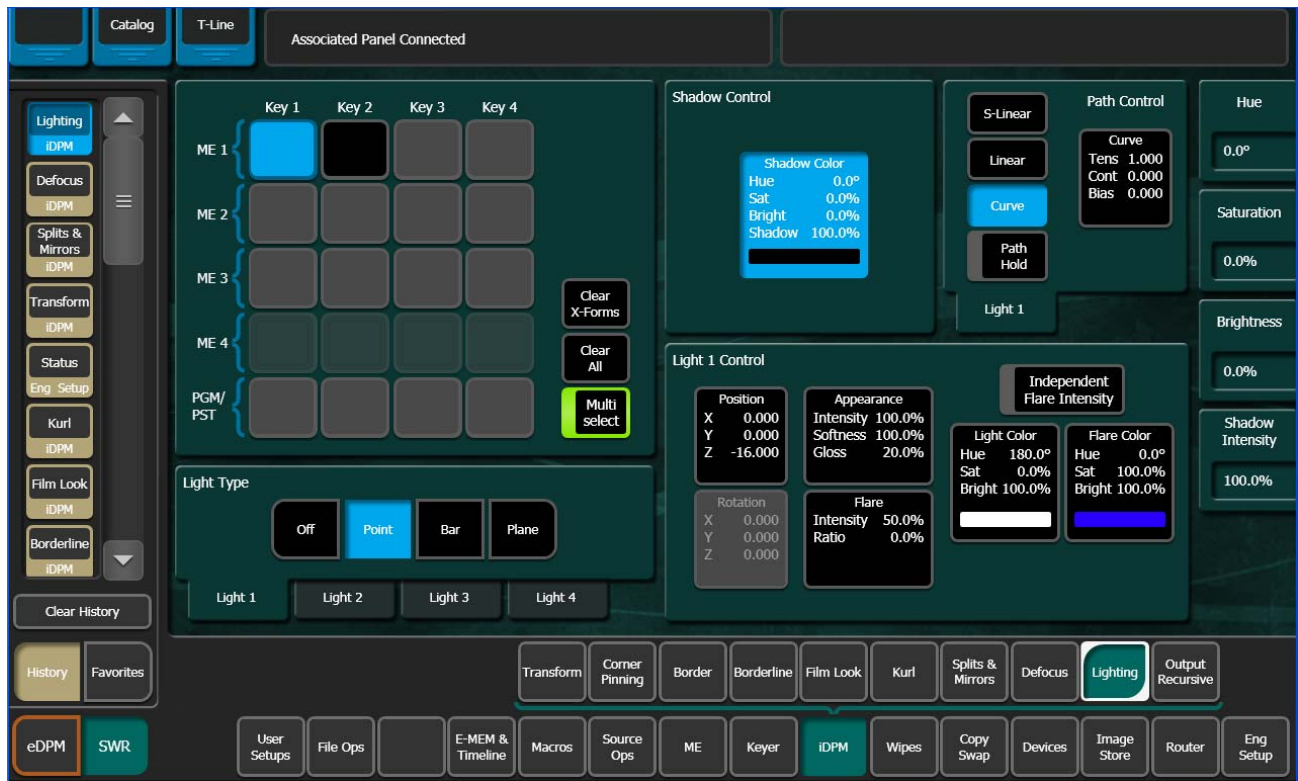 Catalog
T-Line
Associated Panel Connected
Lighting
iDPM
Defocus
iDPM
Splits &
Mirrors
iDPM
Transform
iDPM
Status
Eng Setup
Kurl
iDPM
Film Look
iDPM
Borderline
iDPM
Clear History
History
Favorites
eDPM
SWR
Key 1
Key 2
Key 3
Key 4
ME 1
ME 2
ME 3
ME 4
PGM/
PST
Clear
X-Forms
Clear
All
Multi
select
Light Type
Off
Point
Bar
Plane
Light 1
Light 2
Light 3
Light 4
Shadow Control
Shadow Color
Hue 0.0°
Sat 0.0%
Bright 0.0%
Shadow 100.0%
S-Linear
Linear
Curve
Path
Hold
Path Control
Curve
Tens 1.000
Cont 0.000
Bias 0.000
Light 1
Light 1 Control
Position
X 0.000
Y 0.000
Z -16.000
Appearance
Intensity 100.0%
Softness 100.0%
Gloss 20.0%
Rotation
X 0.000
Y 0.000
Z 0.000
Flare
Intensity 50.0%
Ratio 0.0%
Independent
Flare Intensity
Light Color
Hue 180.0°
Sat 0.0%
Bright 100.0%
Flare Color
Hue 0.0°
Sat 100.0%
Bright 100.0%
Hue
0.0°
Saturation
0.0%
Brightness
0.0%
Shadow
Intensity
100.0%
Transform
Corner
Pinning
Border
Borderline
Film Look
Kurl
Splits &
Mirrors
Defocus
Lighting
Output
Recursive
User
Setups
File Ops
E-MEM &
Timeline
Macros
Source
Ops
ME
Keyer
iDPM
Wipes
Copy
Swap
Devices
Image
Store
Router
Eng
Setup